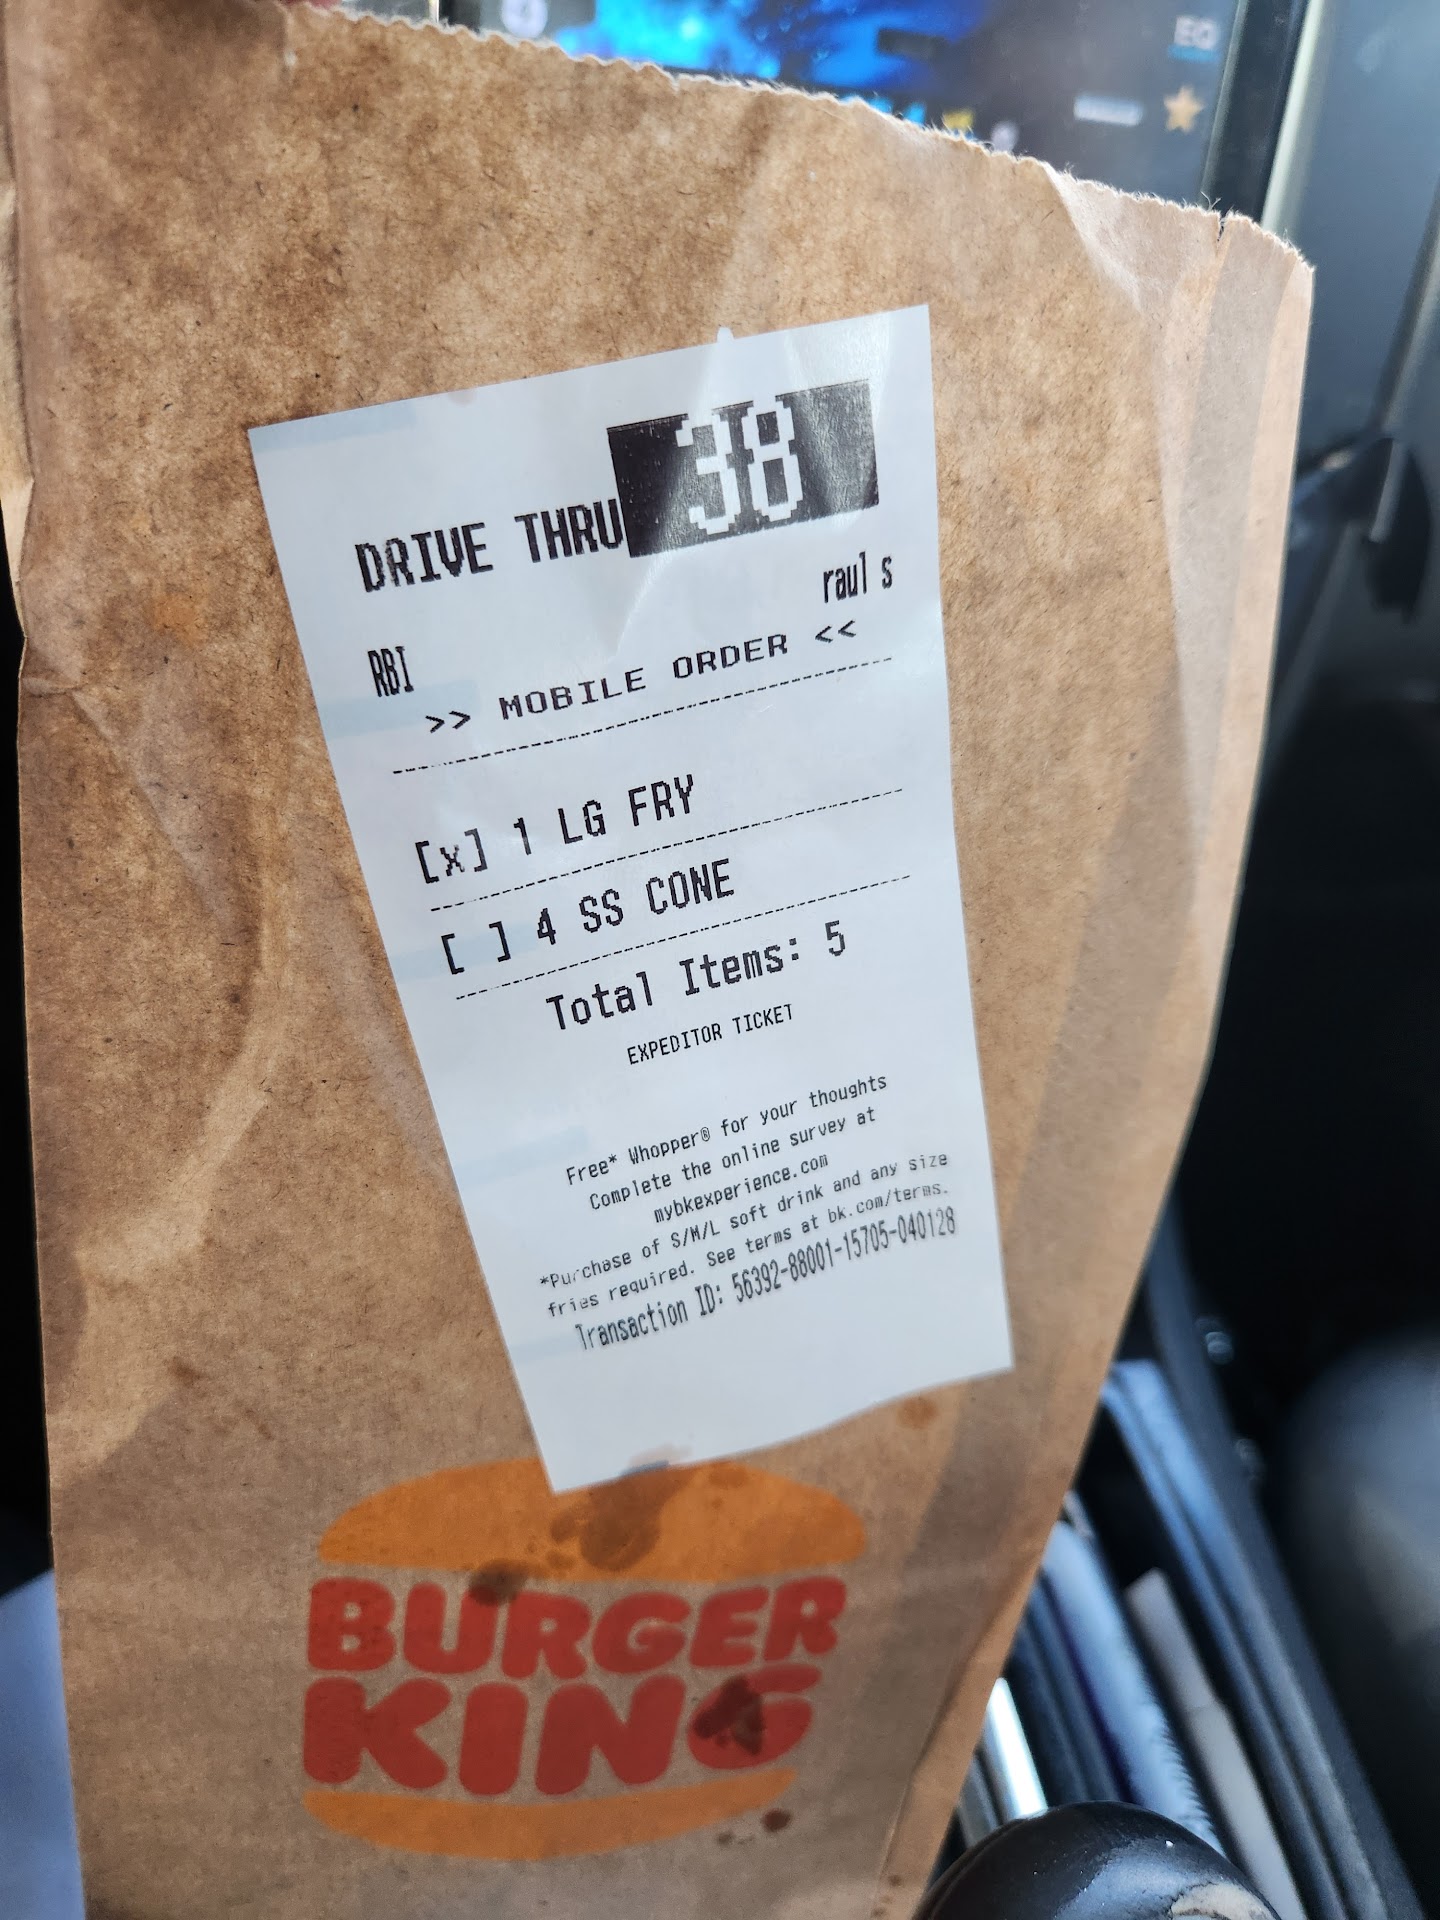 EQ
DRIVE THRU 38
raul s
RBI
>> MOBILE ORDER <<
[x] 1 LG FRY
[ ] 4 SS CONE
Total Items: 5
EXPEDITOR TICKET
Free* Whopper® for your thoughts
Complete the online survey at
mybkexperience.com
*Purchase of S/M/L soft drink and any size
fries required. See terms at bk.com/terms.
Transaction ID: 56392-88001-15705-040128
BURGER
KING